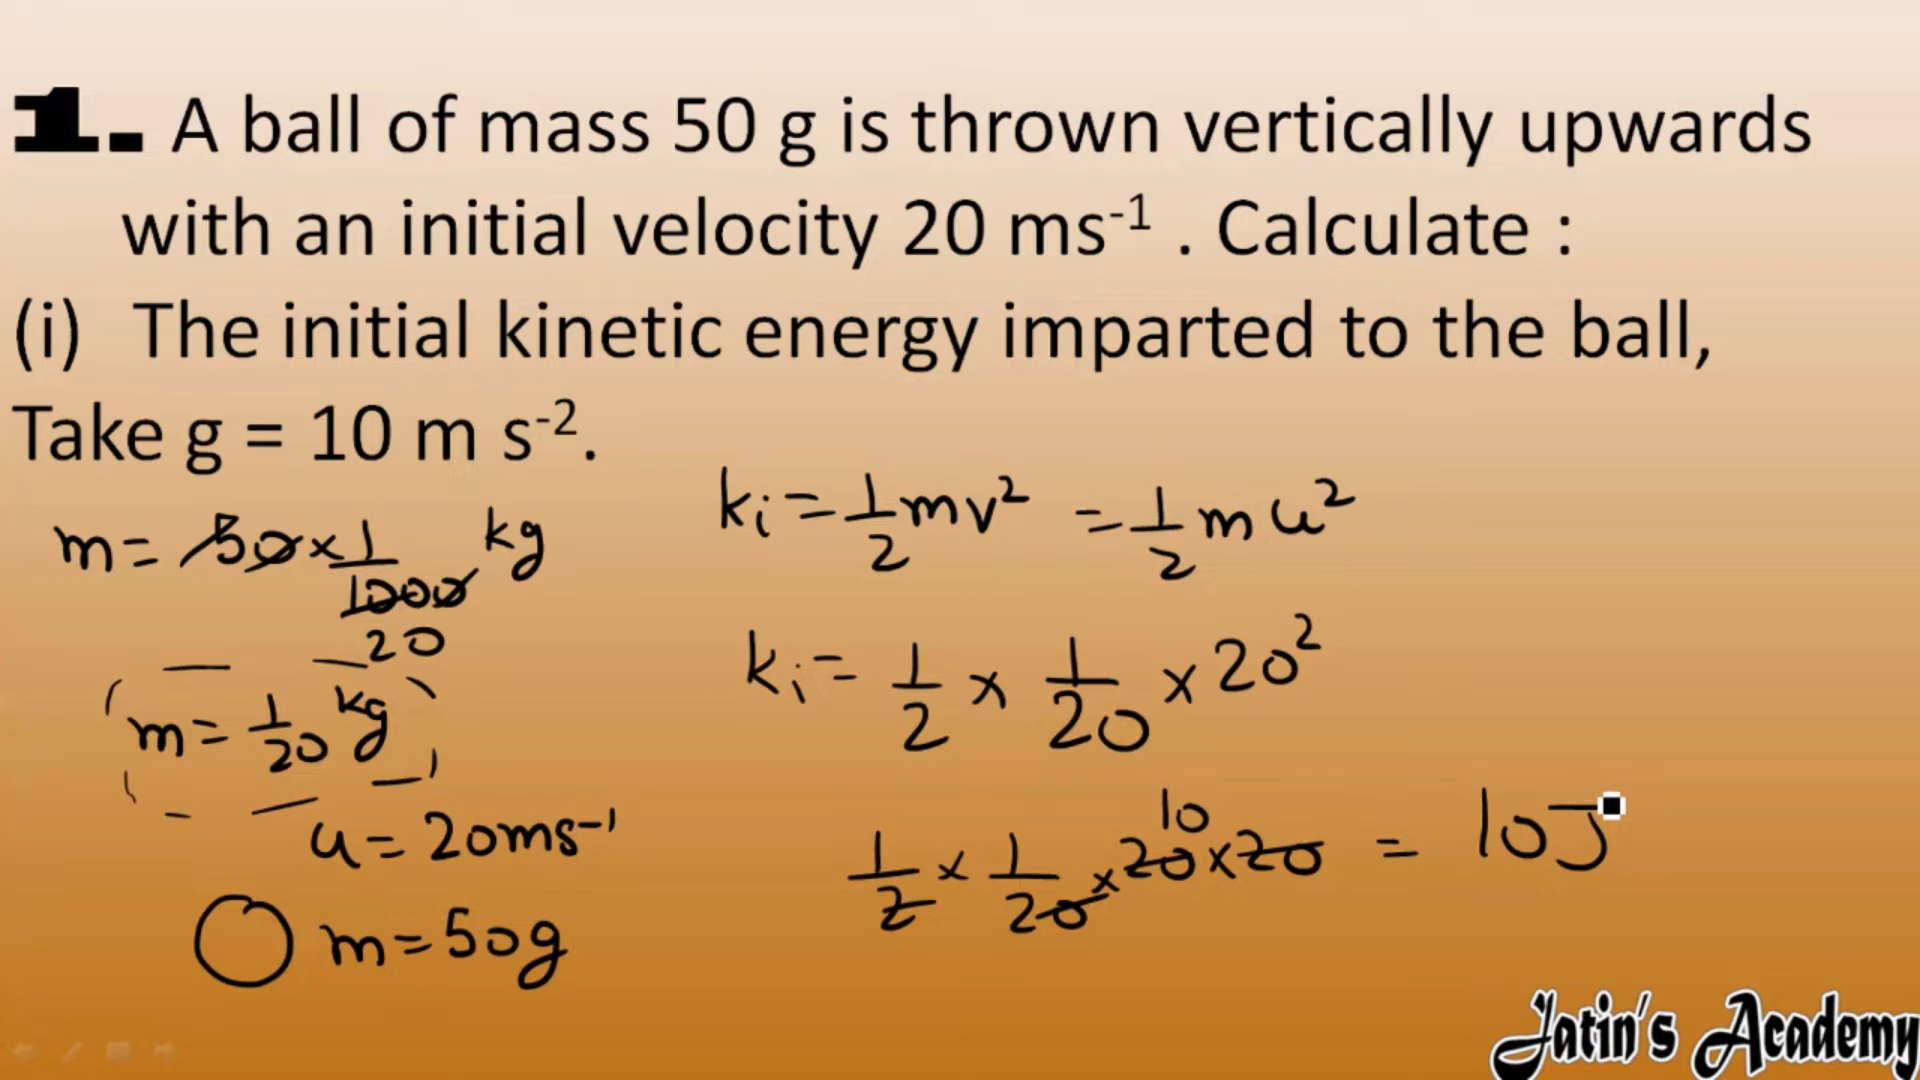 1. A ball of mass 50 g is thrown vertically upwards
with an initial velocity 20 ms⁻¹ . Calculate :
(i) The initial kinetic energy imparted to the ball,
Take g = 10 m s⁻².
m = 50 × 1/1000 kg
20
m = 1/20 kg
u = 20ms⁻¹
m = 50g
ki = 1/2 mv² = 1/2 mu²
ki = 1/2 × 1/20 × 20²
10
1/2 × 1/20 × 20 × 20 = 10J
Jatin's Academy